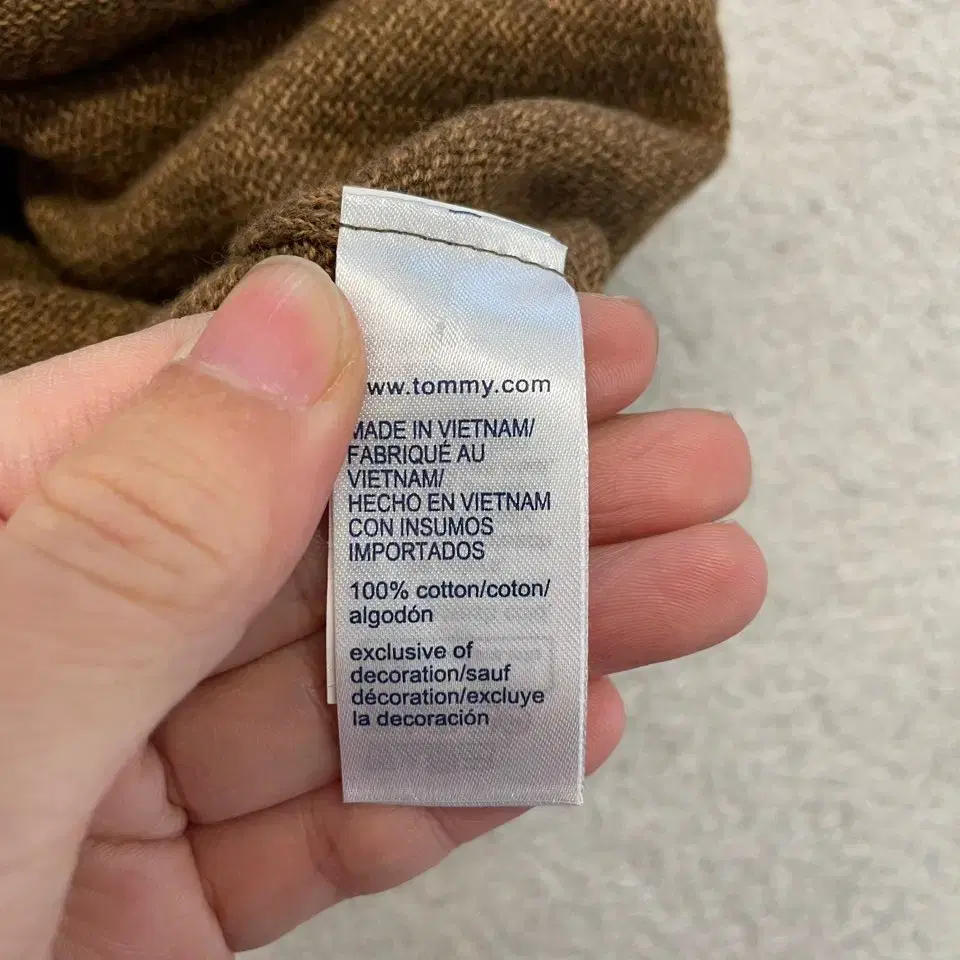 ww.tommy.com
MADE IN VIETNAM/
FABRIQUÉ AU
VIETNAM/
HECHO EN VIETNAM
CON INSUMOS
IMPORTADOS
100% cotton/coton/
algodón
exclusive of
decoration/sauf
décoration/excluye
la decoración